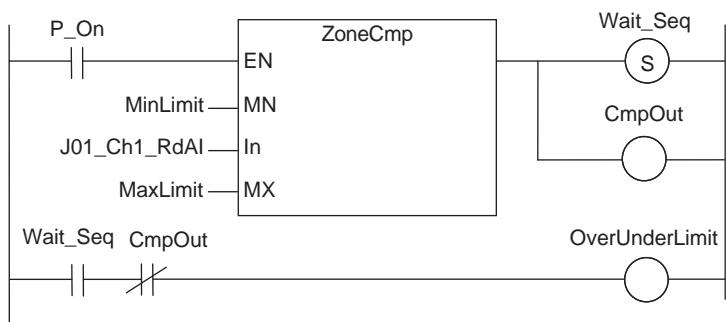 P_On
ZoneCmp
Wait_Seq
EN
S
MinLimit
MN
CmpOut
J01_Ch1_RdAI
In
MaxLimit
MX
Wait_Seq
CmpOut
OverUnderLimit